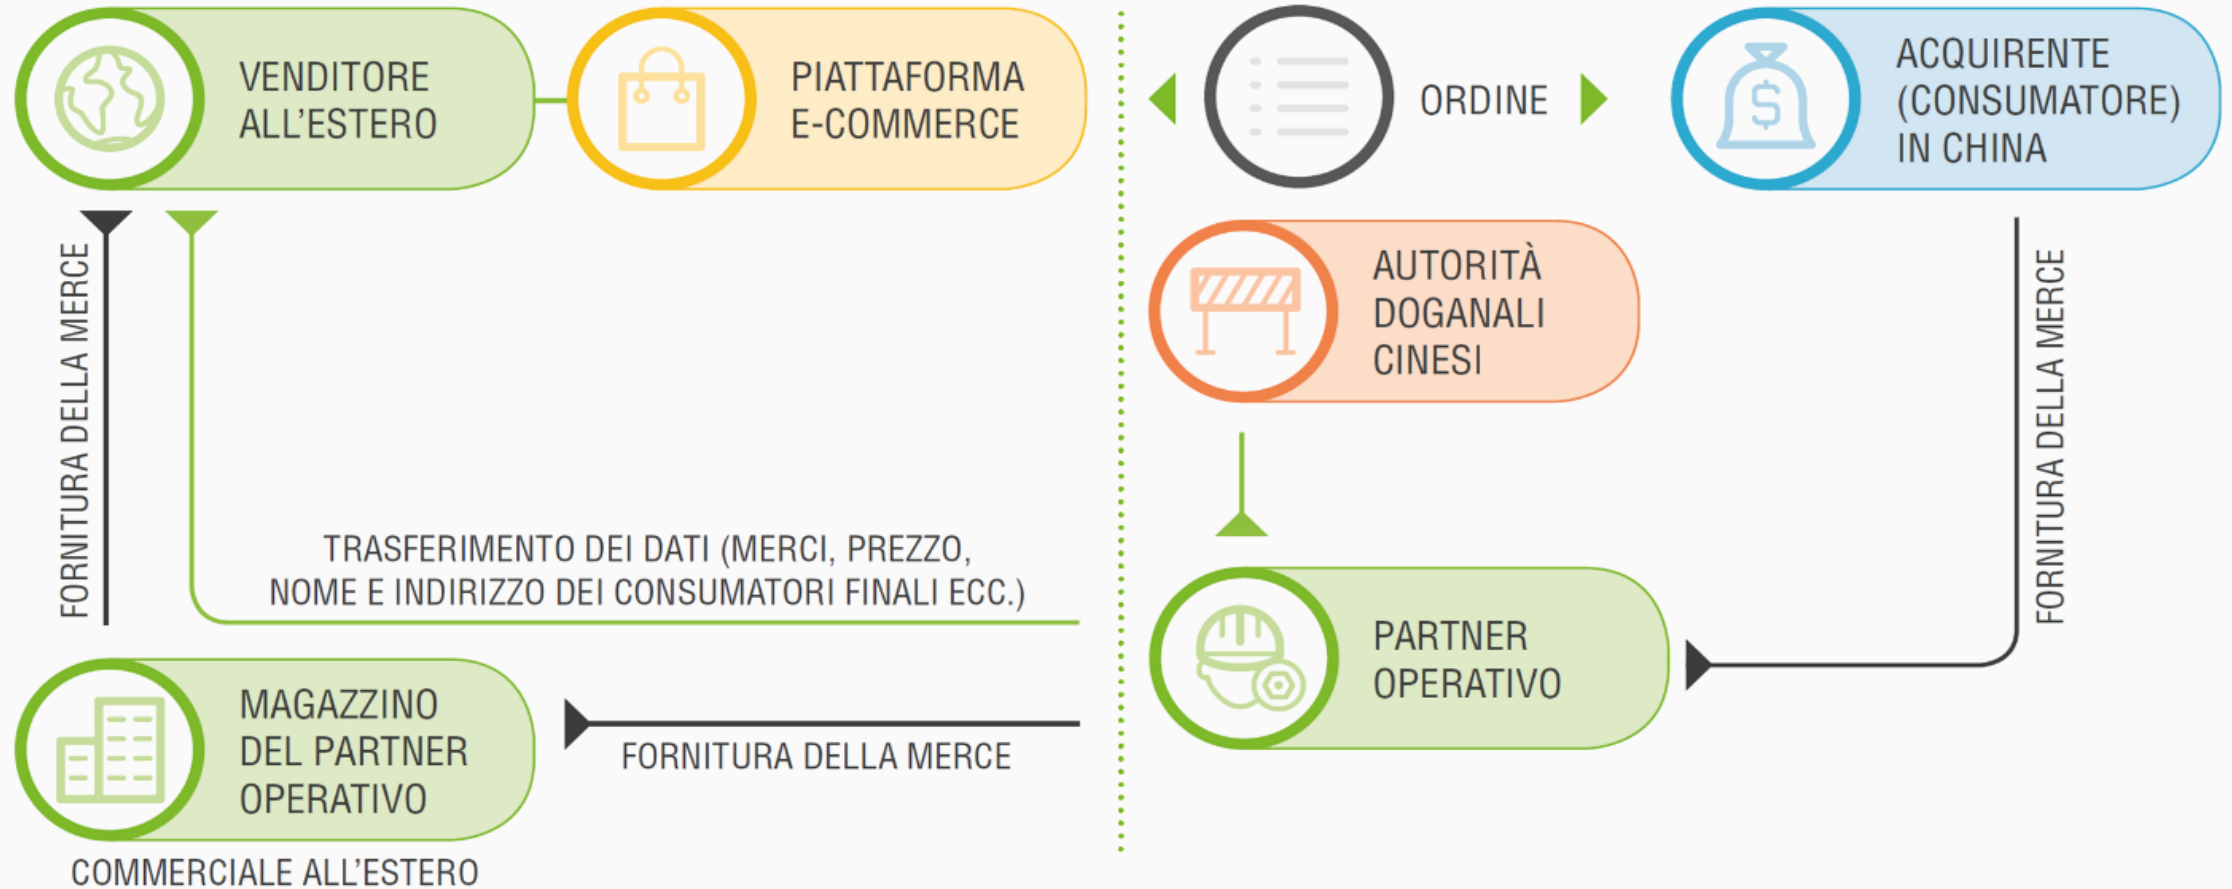 VENDITORE
ALL'ESTERO
PIATTAFORMA
E-COMMERCE
ORDINE
ACQUIRENTE
(CONSUMATORE)
IN CHINA
AUTORITÀ
DOGANALI
CINESI
FORNITURA DELLA MERCE
FORNITURA DELLA MERCE
TRASFERIMENTO DEI DATI (MERCI, PREZZO,
NOME E INDIRIZZO DEI CONSUMATORI FINALI ECC.)
PARTNER
OPERATIVO
MAGAZZINO
DEL PARTNER
OPERATIVO
FORNITURA DELLA MERCE
COMMERCIALE ALL'ESTERO